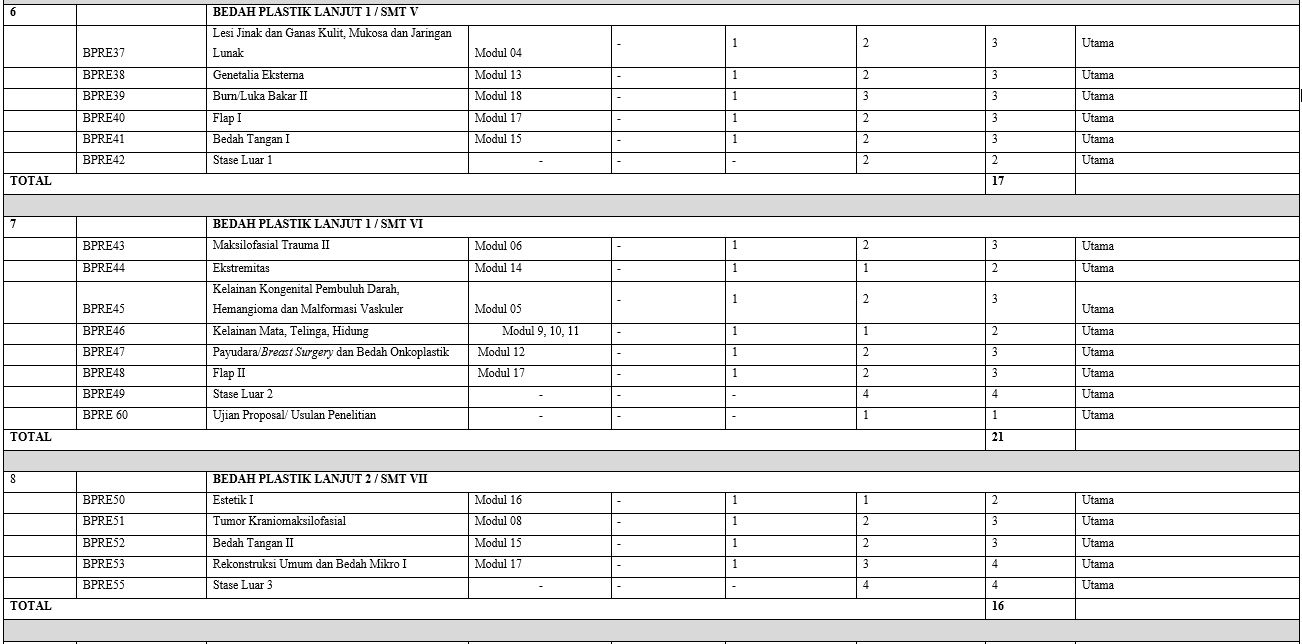 6 BEDAH PLASTIK LANJUT 1 / SMT V
BPRE37 Lesi Jinak dan Ganas Kulit, Mukosa dan Jaringan Lunak Modul 04 - 1 2 3 Utama
BPRE38 Genetalia Eksterna Modul 13 - 1 2 3 Utama
BPRE39 Burn/Luka Bakar II Modul 18 - 1 3 3 Utama
BPRE40 Flap I Modul 17 - 1 2 3 Utama
BPRE41 Bedah Tangan I Modul 15 - 1 2 3 Utama
BPRE42 Stase Luar 1 - - - 2 2 Utama
TOTAL 17
7 BEDAH PLASTIK LANJUT 1 / SMT VI
BPRE43 Maksilofasial Trauma II Modul 06 - 1 2 3 Utama
BPRE44 Ekstremitas Modul 14 - 1 1 2 Utama
BPRE45 Kelainan Kongenital Pembuluh Darah, Hemangioma dan Malformasi Vaskuler Modul 05 - 1 2 3 Utama
BPRE46 Kelainan Mata, Telinga, Hidung Modul 9, 10, 11 - 1 1 2 Utama
BPRE47 Payudara/Breast Surgery dan Bedah Onkoplastik Modul 12 - 1 2 3 Utama
BPRE48 Flap II Modul 17 - 1 2 3 Utama
BPRE49 Stase Luar 2 - - - 4 4 Utama
BPRE 60 Ujian Proposal/ Usulan Penelitian - - - 1 1 Utama
TOTAL 21
8 BEDAH PLASTIK LANJUT 2 / SMT VII
BPRE50 Estetik I Modul 16 - 1 1 2 Utama
BPRE51 Tumor Kraniomaksilofasial Modul 08 - 1 2 3 Utama
BPRE52 Bedah Tangan II Modul 15 - 1 2 3 Utama
BPRE53 Rekonstruksi Umum dan Bedah Mikro I Modul 17 - 1 3 4 Utama
BPRE55 Stase Luar 3 - - - 4 4 Utama
TOTAL 16